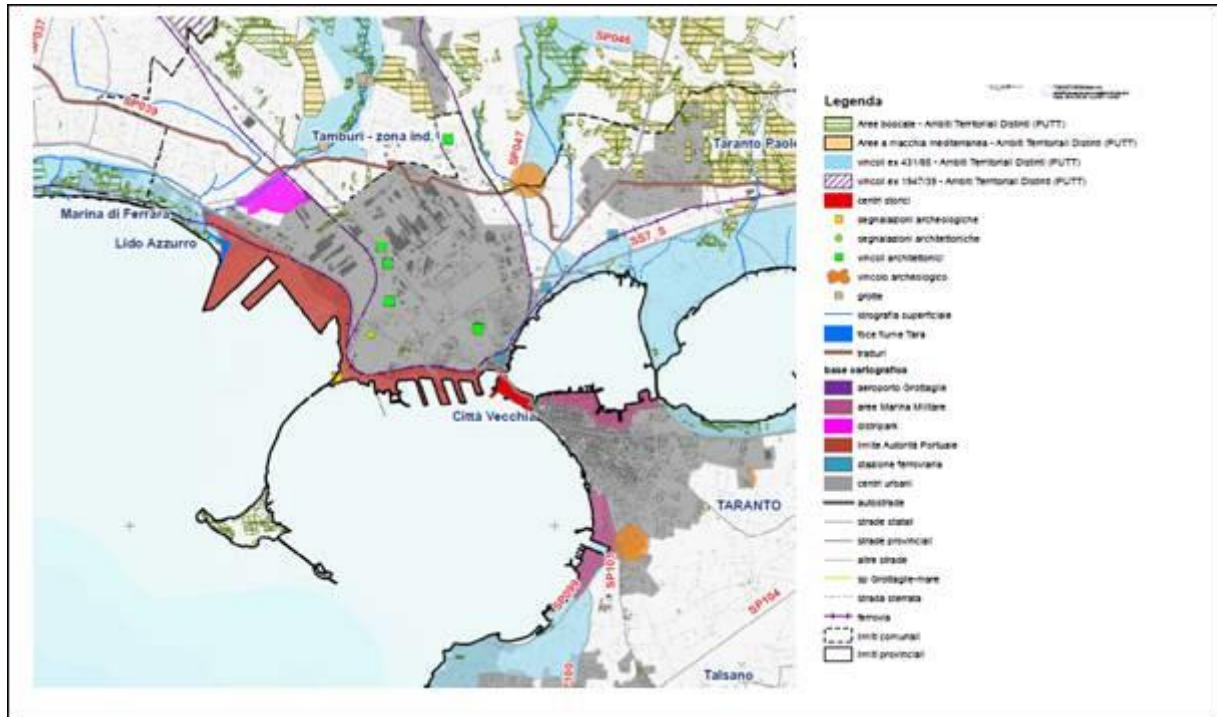 SP037
SP046
SP039
Tamburi - zona ind.
SP047
Taranto Paol
Marina di Ferrara
Lido Azzurro
SS7_S
Città Vecchia
TARANTO
SP099
SP104
Talsano
Legenda
Aree boscate - Ambiti Territoriali Distinti (PUTT)
Aree a macchia mediterranea - Ambiti Territoriali Distinti (PUTT)
vincoli ex 431/85 - Ambiti Territoriali Distinti (PUTT)
vincoli ex 1947/39 - Ambiti Territoriali Distinti (PUTT)
centri storici
segnalazioni archeologiche
segnalazioni architettoniche
vincoli architettonici
vincolo archeologico
grotte
idrografia superficiale
foce fiume Tara
tratturi
base cartografica
aeroporto Grottaglie
aree Marina Militare
distripark
limite Autorità Portuale
stazione ferroviaria
centri urbani
autostrade
strade statali
strade provinciali
altre strade
sp Grottaglie-mare
strada sterrata
ferrovia
limiti comunali
limiti provinciali